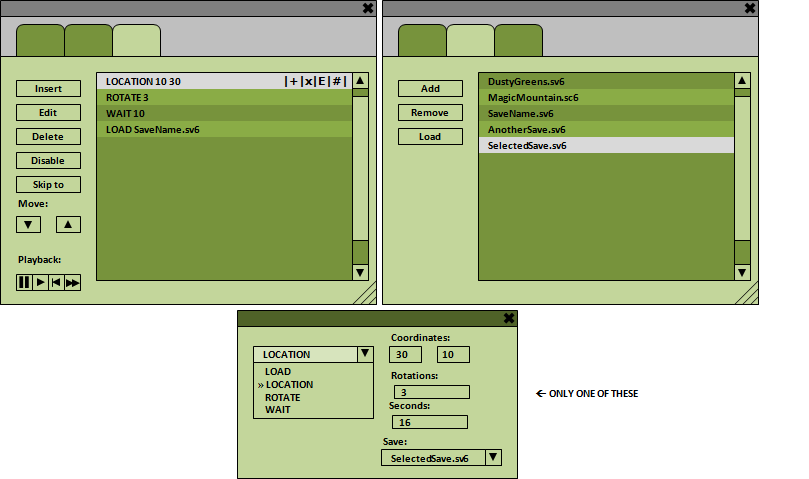 Insert
Edit
Delete
Disable
Skip to
Move:
▼ ▲
Playback:
LOCATION 10 30 |+|x|E|#|
ROTATE 3
WAIT 10
LOAD SaveName.sv6
Add
Remove
Load
DustyGreens.sv6
MagicMountain.sc6
SaveName.sv6
AnotherSave.sv6
SelectedSave.sv6
LOCATION
LOAD
» LOCATION
ROTATE
WAIT
Coordinates:
30 10
Rotations:
3
Seconds:
16
Save:
SelectedSave.sv6
← ONLY ONE OF THESE